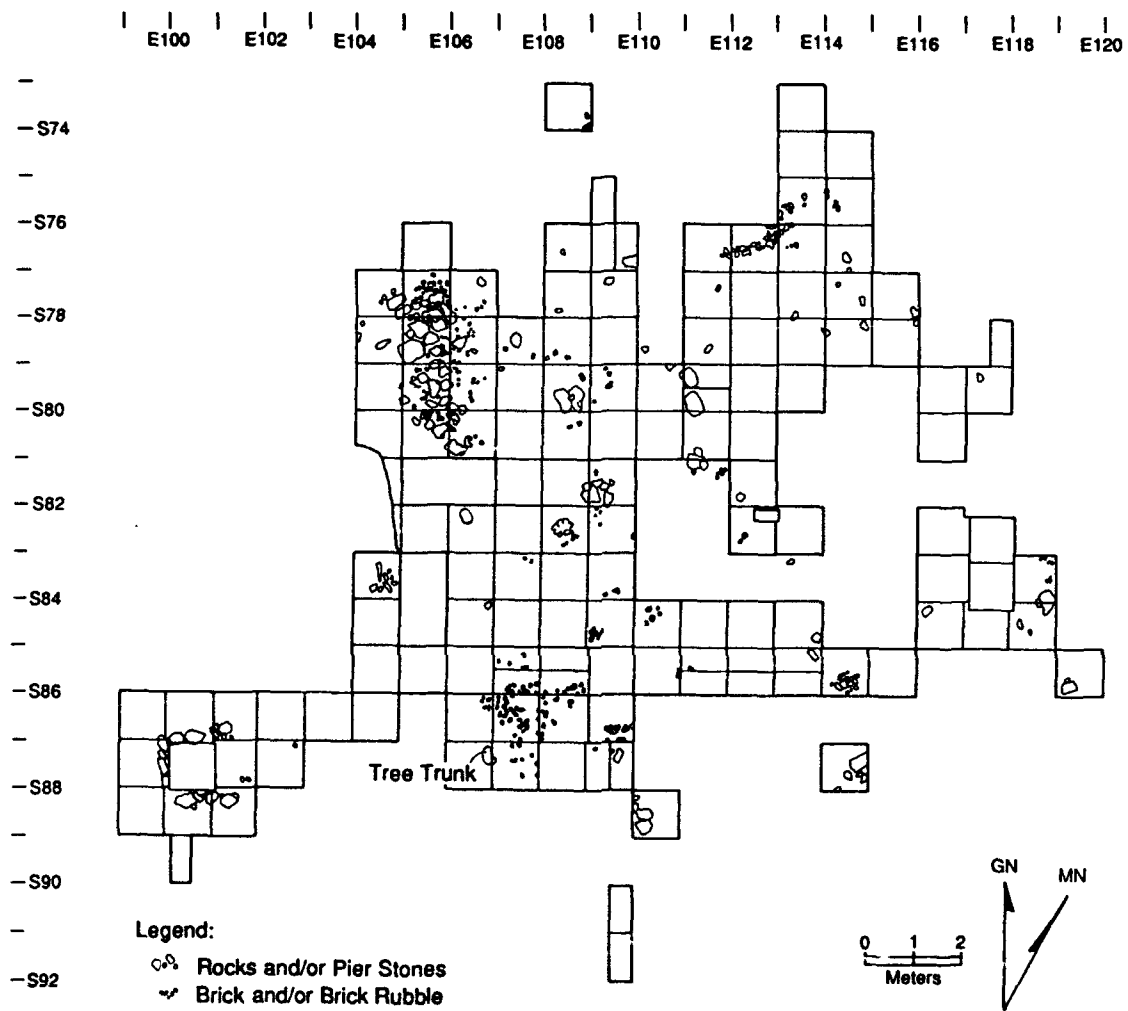 E100 E102 E104 E106 E108 E110 E112 E114 E116 E118 E120
S74
S76
S78
S80
S82
S84
S86
Tree Trunk
S88
S90
GN MN
Legend:
0 1 2
Rocks and/or Pier Stones
Meters
S92
Brick and/or Brick Rubble